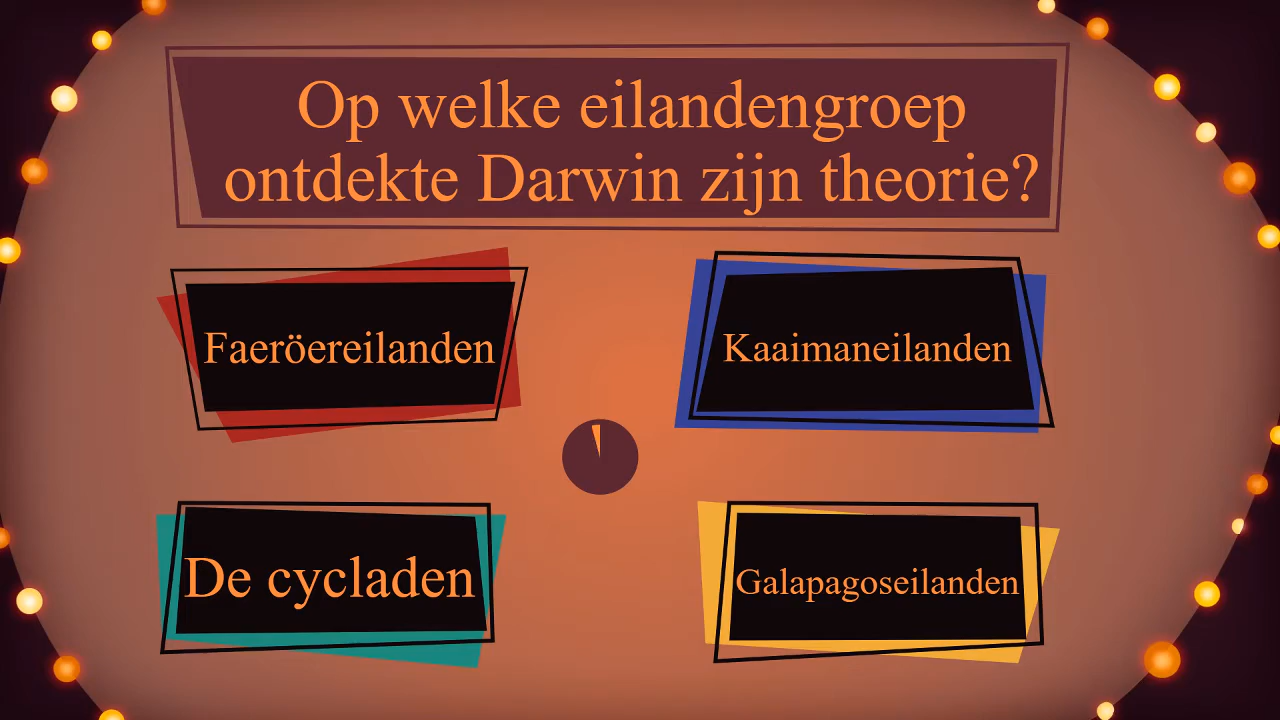 Op welke eilandengroep
ontdekte Darwin zijn theorie?
Faeröereilanden
Kaaimaneilanden
De cycladen
Galapagoseilanden